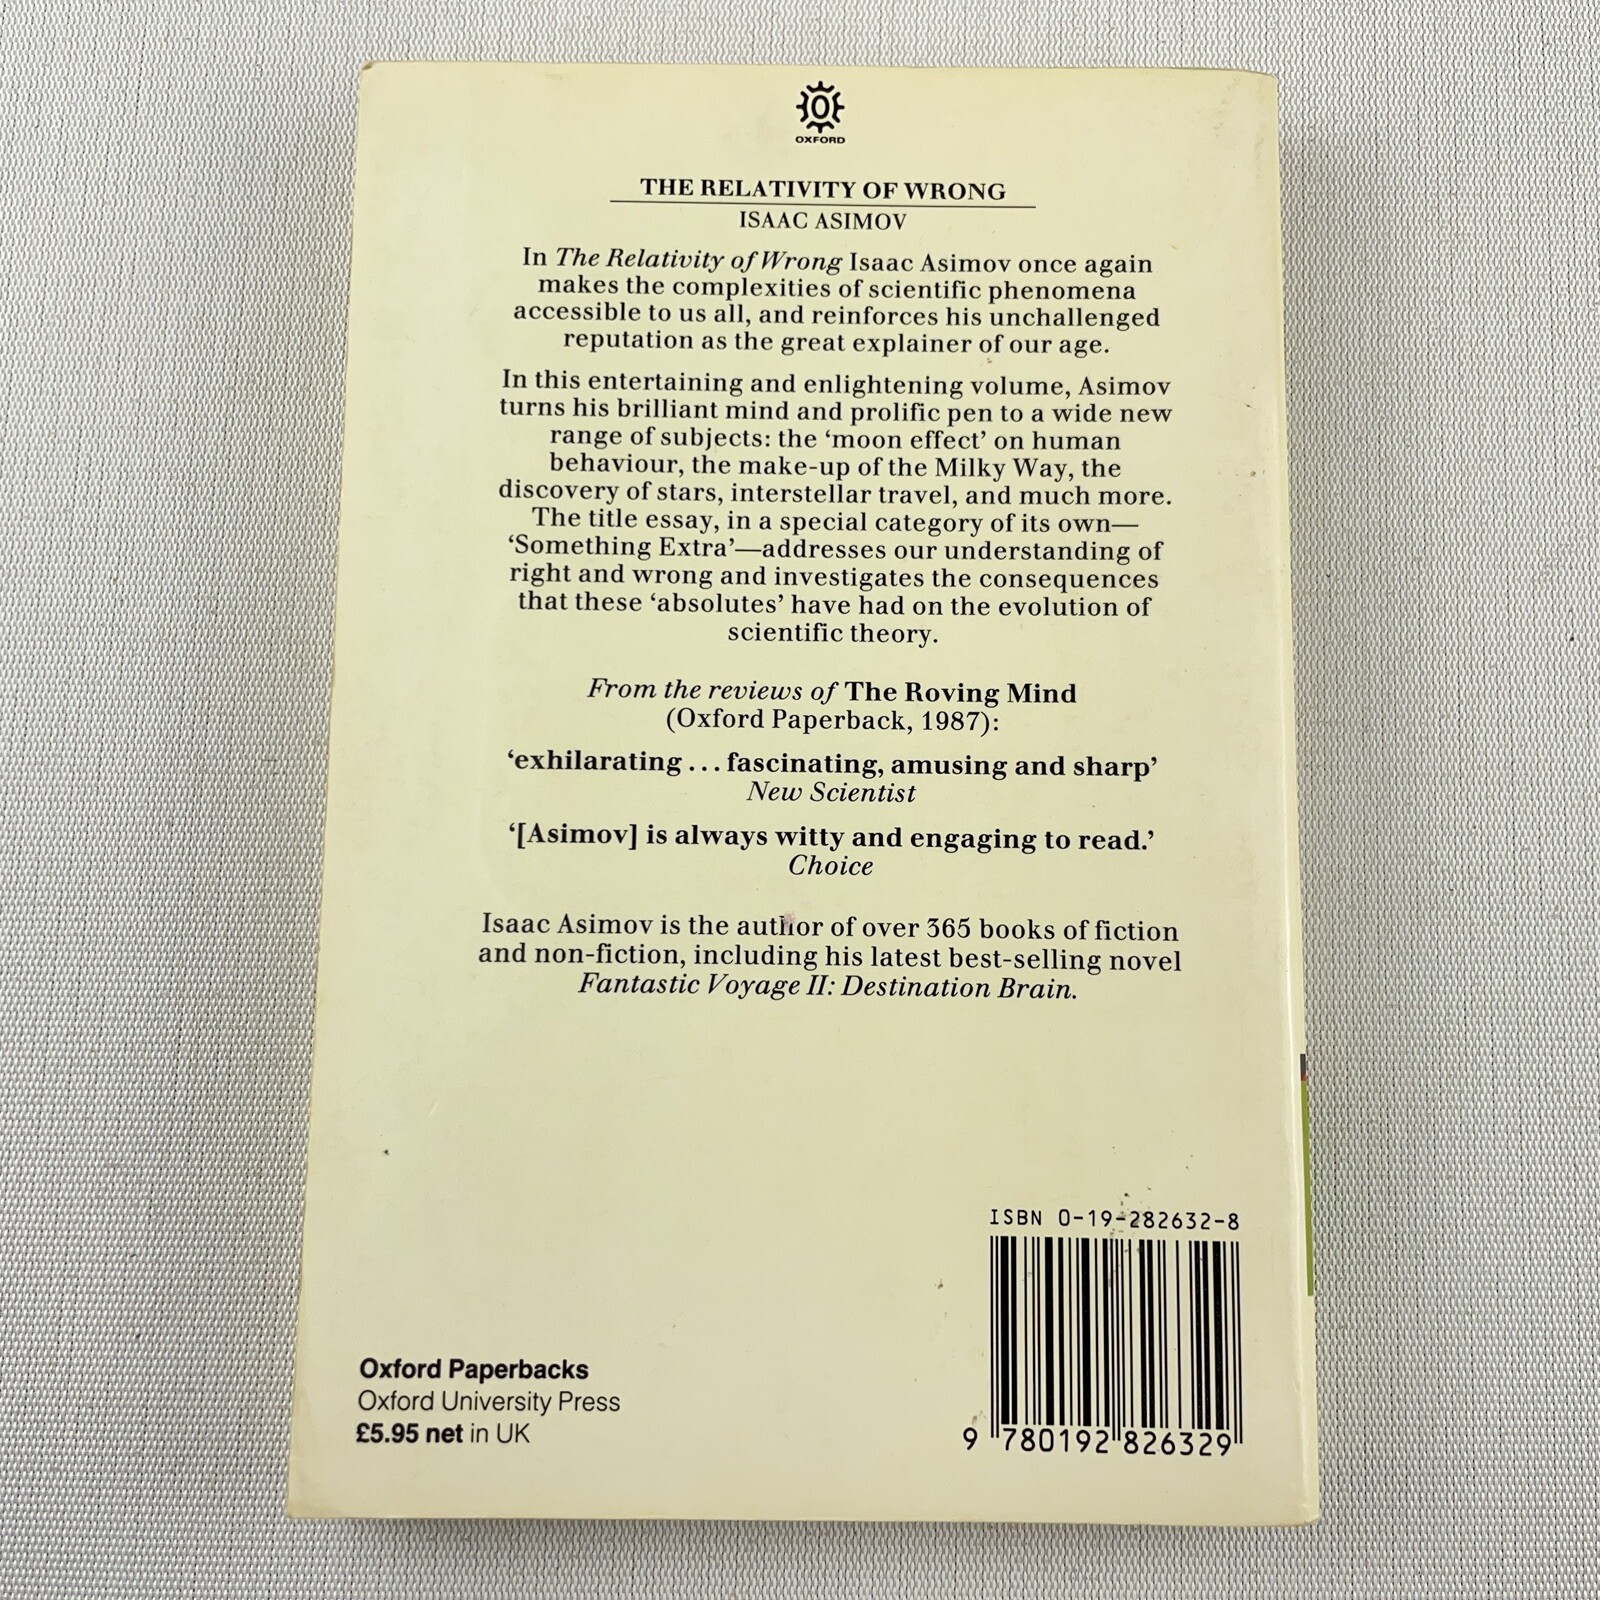 O
OXFORD
THE RELATIVITY OF WRONG
ISAAC ASIMOV
In The Relativity of Wrong Isaac Asimov once again
makes the complexities of scientific phenomena
accessible to us all, and reinforces his unchallenged
reputation as the great explainer of our age.
In this entertaining and enlightening volume, Asimov
turns his brilliant mind and prolific pen to a wide new
range of subjects: the ‘moon effect’ on human
behaviour, the make-up of the Milky Way, the
discovery of stars, interstellar travel, and much more.
The title essay, in a special category of its own—
‘Something Extra’—addresses our understanding of
right and wrong and investigates the consequences
that these ‘absolutes’ have had on the evolution of
scientific theory.
From the reviews of The Roving Mind
(Oxford Paperback, 1987):
‘exhilarating . . . fascinating, amusing and sharp’
New Scientist
‘[Asimov] is always witty and engaging to read.’
Choice
Isaac Asimov is the author of over 365 books of fiction
and non-fiction, including his latest best-selling novel
Fantastic Voyage II: Destination Brain.
ISBN 0-19-282632-8
9 780192 826329
Oxford Paperbacks
Oxford University Press
£5.95 net in UK